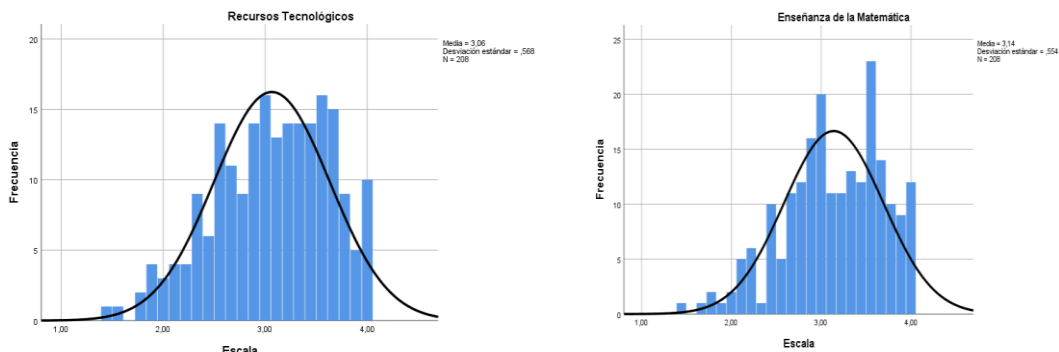 Recursos Tecnológicos
Media = 3,06
Desviación estándar = ,568
N = 208
20
15
10
5
0
Frecuencia
1,00 2,00 3,00 4,00
Escala
Enseñanza de la Matemática
Media = 3,14
Desviación estándar = ,554
N = 208
25
20
15
10
5
0
Frecuencia
1,00 2,00 3,00 4,00
Escala